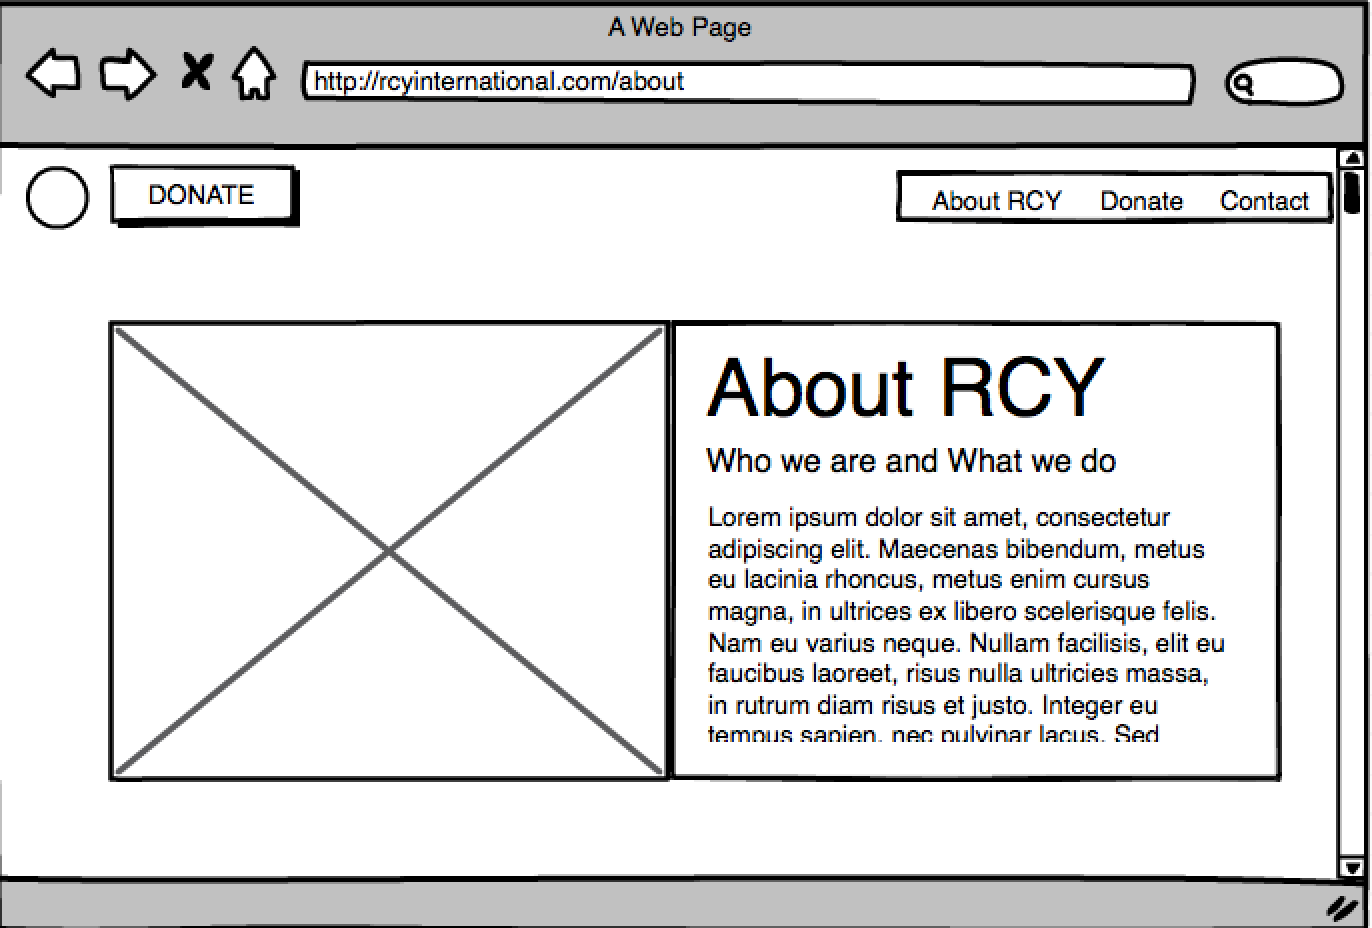 A Web Page
http://rcyinternational.com/about
DONATE
About RCY Donate Contact
About RCY
Who we are and What we do
Lorem ipsum dolor sit amet, consectetur
adipiscing elit. Maecenas bibendum, metus
eu lacinia rhoncus, metus enim cursus
magna, in ultrices ex libero scelerisque felis.
Nam eu varius neque. Nullam facilisis, elit eu
faucibus laoreet, risus nulla ultricies massa,
in rutrum diam risus et justo. Integer eu
tempus sapien, nec pulvinar lacus. Sed